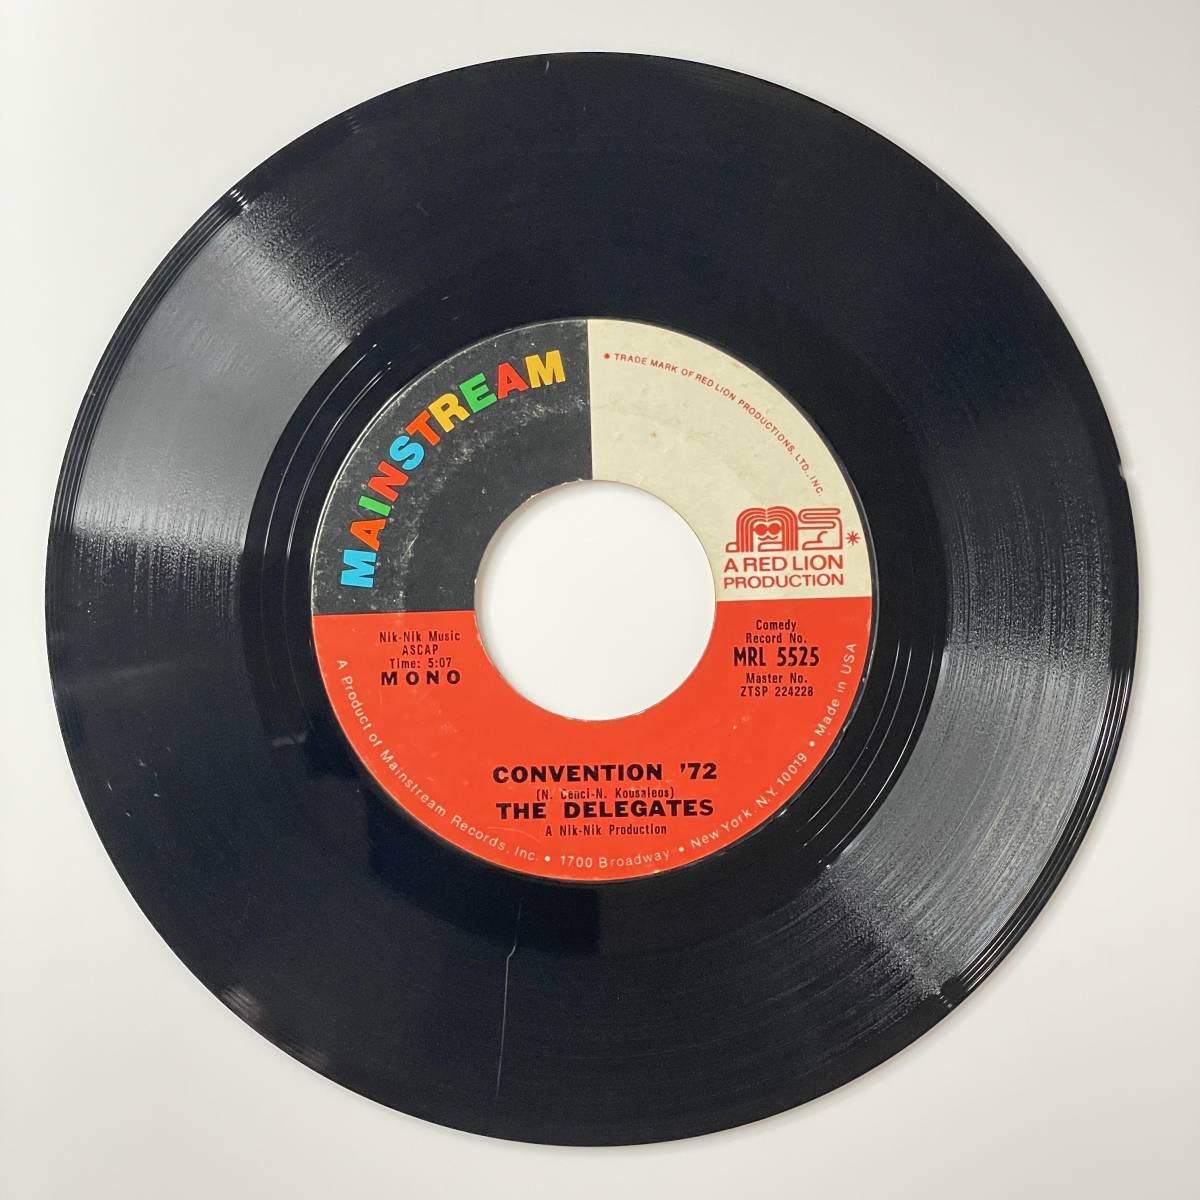 MAINSTREAM
* TRADE MARK OF RED LION PRODUCTIONS, LTD., INC.
*
A RED LION
PRODUCTION
Nik-Nik Music
ASCAP
Time: 5:07
MONO
Comedy
Record No.
MRL 5525
Master No.
ZTSP 224228
CONVENTION '72
(N. Cenci-N. Kousaleos)
THE DELEGATES
A Nik-Nik Production
A Product of Mainstream Records, Inc. • 1700 Broadway • New York, N.Y. 10019 • Made in USA